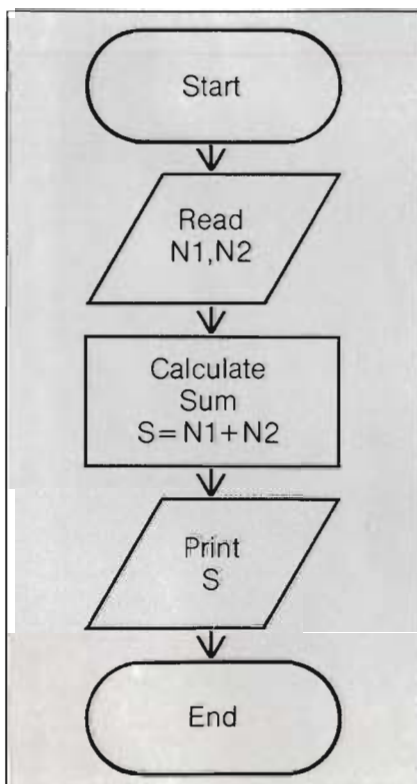 Start
Read
N1,N2
Calculate
Sum
S=N1+N2
Print
S
End